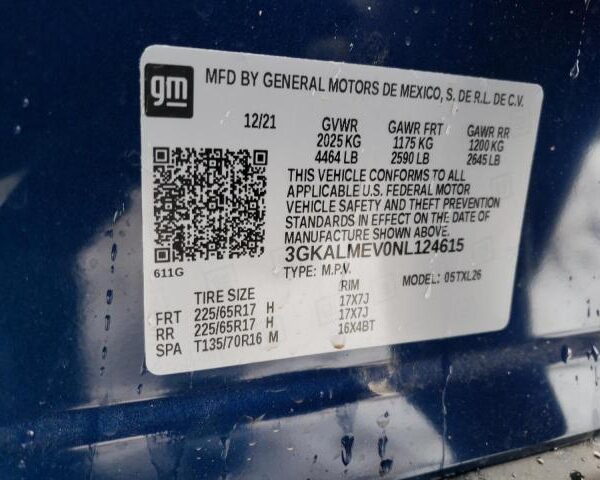 gm MFD BY GENERAL MOTORS DE MEXICO, S. DE R.L. DE C.V.
12/21 GVWR GAWR FRT GAWR RR
2025 KG 1175 KG 1200 KG
4464 LB 2590 LB 2645 LB
THIS VEHICLE CONFORMS TO ALL
APPLICABLE U.S. FEDERAL MOTOR
VEHICLE SAFETY AND THEFT PREVENTION
STANDARDS IN EFFECT ON THE DATE OF
MANUFACTURE SHOWN ABOVE.
3GKALMEV0NL124615
611G TYPE: M.P.V. MODEL: 05TXL26
TIRE SIZE RIM
FRT 225/65R17 H 17X7J
RR 225/65R17 H 17X7J
SPA T135/70R16 M 16X4BT